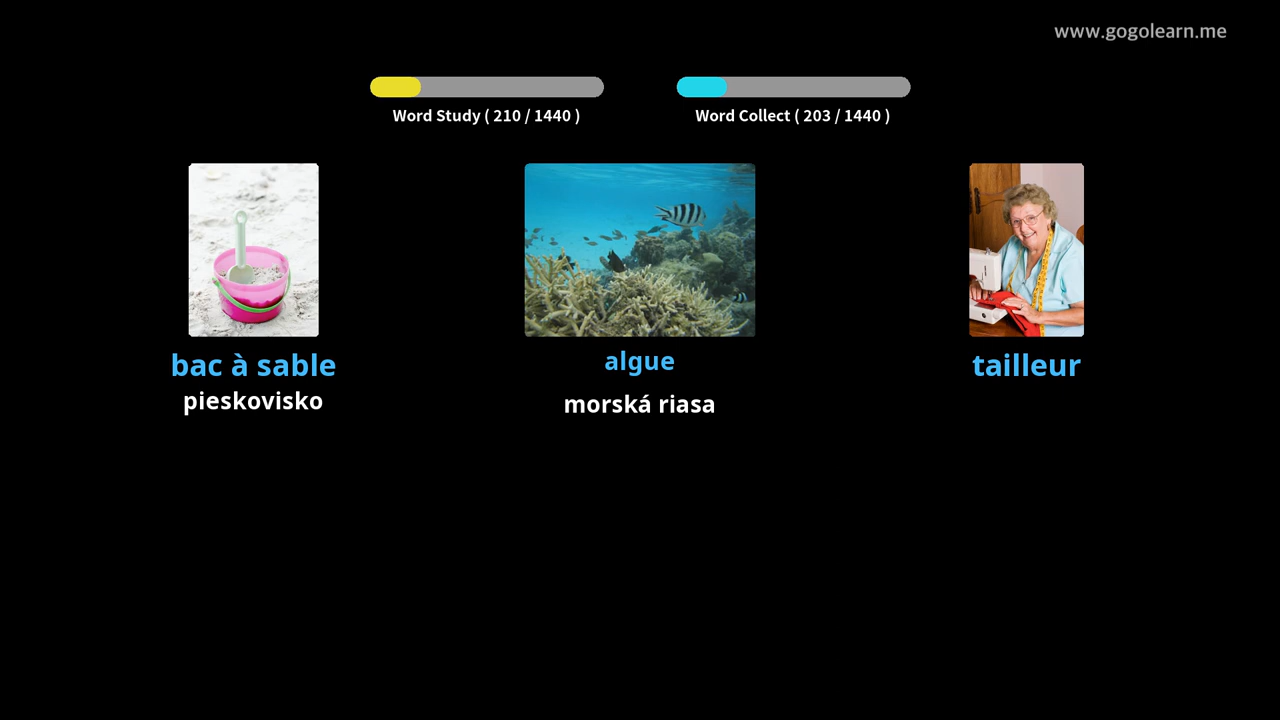 www.gogolearn.me
Word Study ( 210 / 1440 )
Word Collect ( 203 / 1440 )
bac à sable
pieskovisko
algue
morská riasa
tailleur